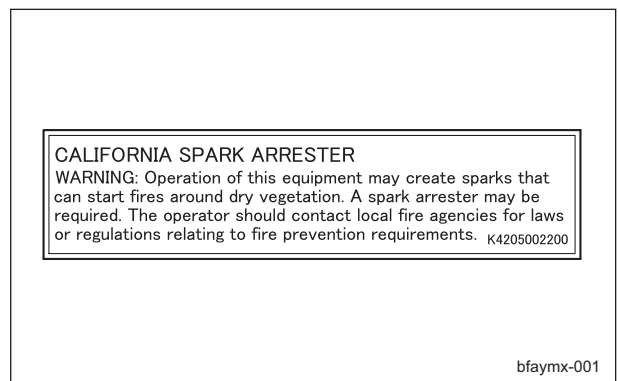 CALIFORNIA SPARK ARRESTER
WARNING: Operation of this equipment may create sparks that
can start fires around dry vegetation. A spark arrester may be
required. The operator should contact local fire agencies for laws
or regulations relating to fire prevention requirements. K4205002200
bfaymx-001